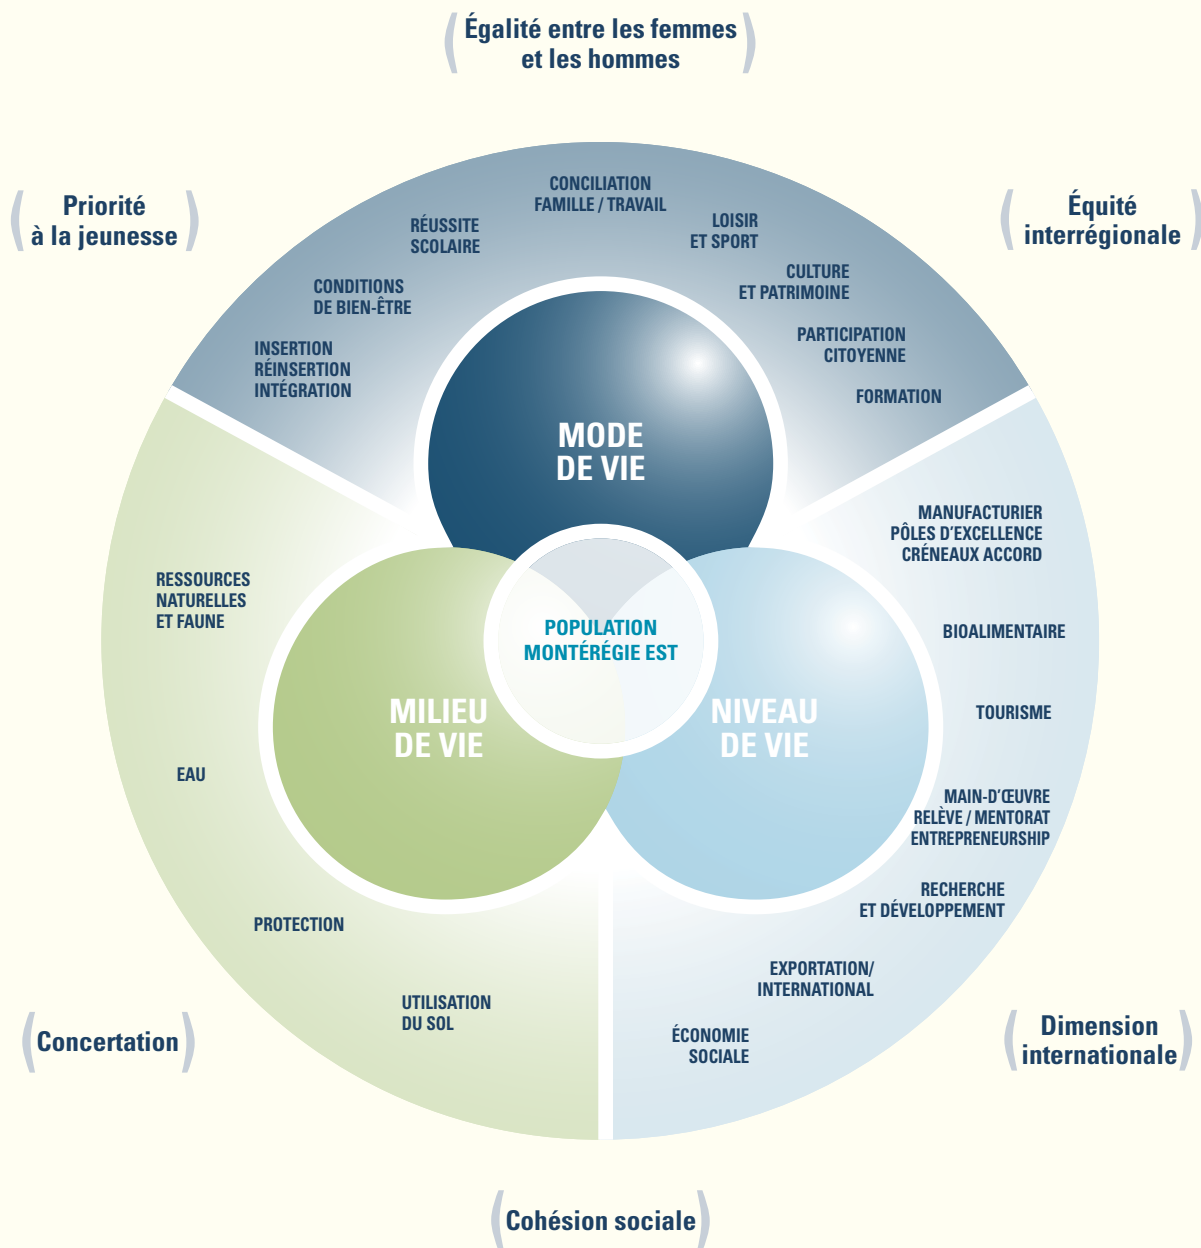 Égalité entre les femmes
et les hommes
Priorité
à la jeunesse
Équité
interrégionale
CONCILIATION
FAMILLE / TRAVAIL
RÉUSSITE
SCOLAIRE
LOISIR
ET SPORT
CONDITIONS
DE BIEN-ÊTRE
CULTURE
ET PATRIMOINE
INSERTION
RÉINSERTION
INTÉGRATION
PARTICIPATION
CITOYENNE
FORMATION
MODE
DE VIE
MANUFACTURIER
PÔLES D'EXCELLENCE
CRÉNEAUX ACCORD
RESSOURCES
NATURELLES
ET FAUNE
POPULATION
MONTÉRÉGIE EST
BIOALIMENTAIRE
MILIEU
DE VIE
NIVEAU
DE VIE
TOURISME
EAU
MAIN-D'ŒUVRE
RELÈVE / MENTORAT
ENTREPRENEURSHIP
RECHERCHE
ET DÉVELOPPEMENT
PROTECTION
EXPORTATION/
INTERNATIONAL
UTILISATION
DU SOL
ÉCONOMIE
SOCIALE
Concertation
Dimension
internationale
Cohésion sociale